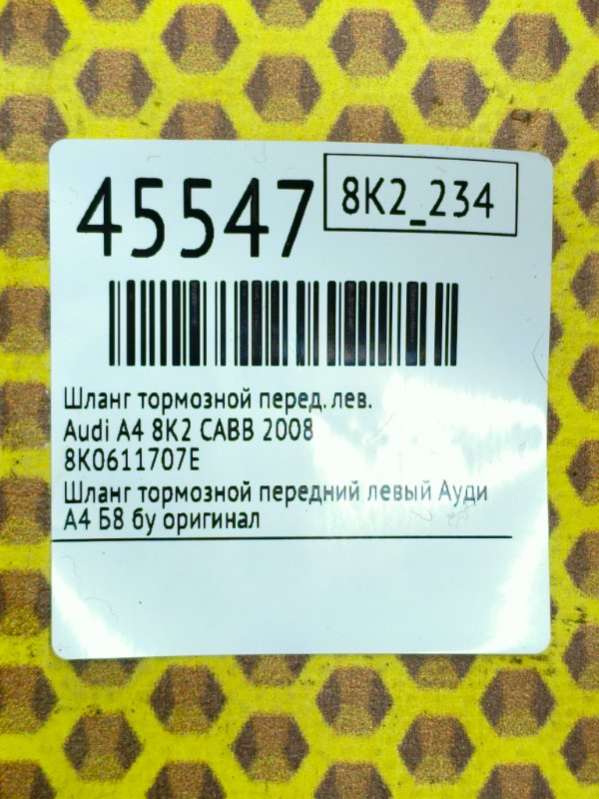 45547
8K2_234
Шланг тормозной перед. лев.
Audi A4 8K2 CABB 2008
8K0611707E
Шланг тормозной передний левый Ауди
А4 Б8 бу оригинал